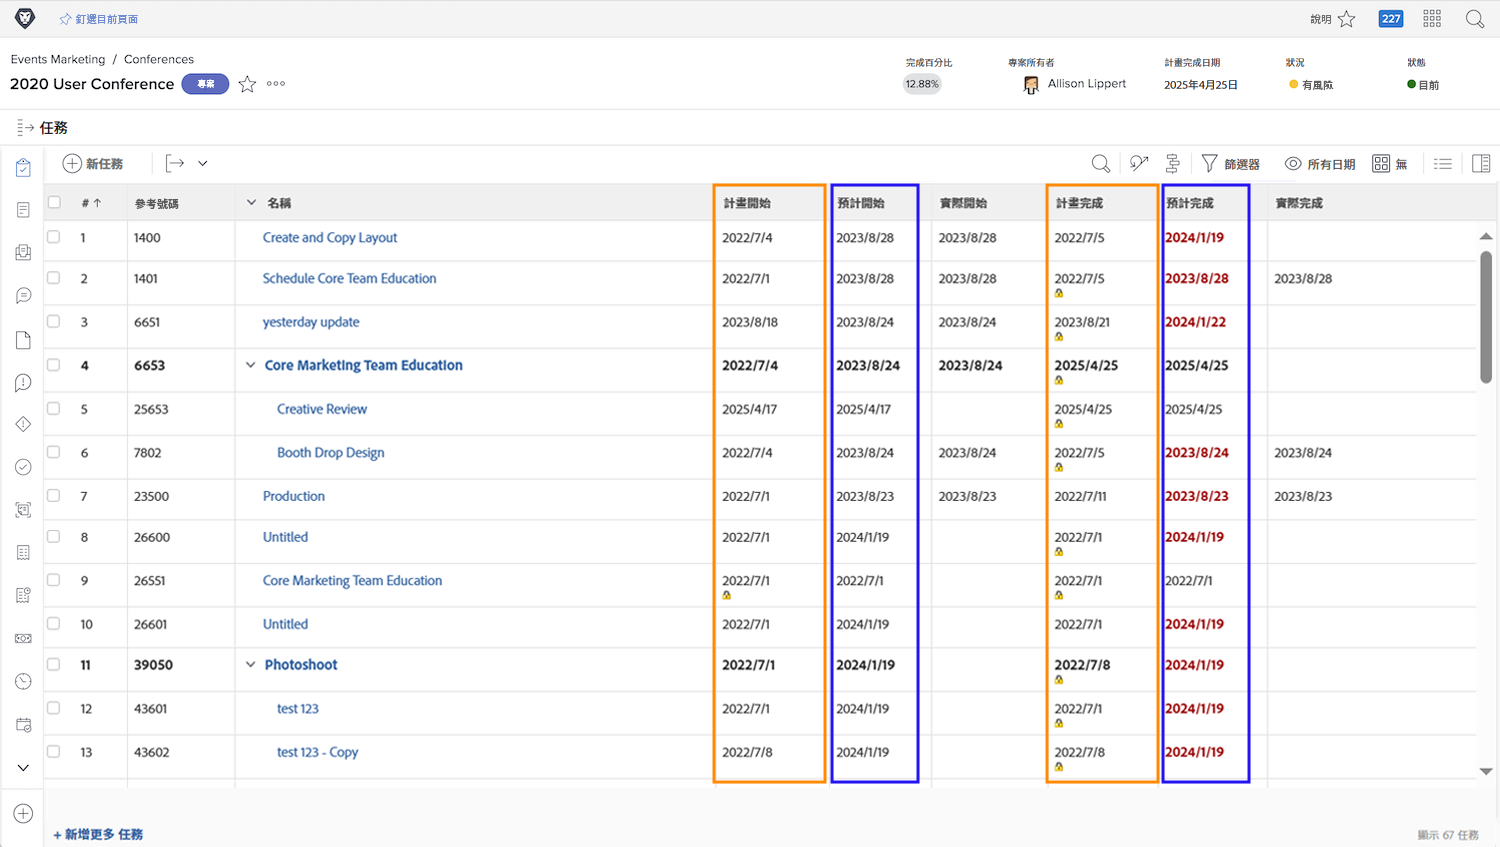 釘選目前頁面 說明 227
Events Marketing / Conferences
2020 User Conference 專案
完成百分比 專案所有者 計畫完成日期 狀況 狀態
12.88% Allison Lippert 2025年4月25日 有風險 目前
任務
新任務 篩選器 所有日期 無
# 參考號碼 名稱 計畫開始 預計開始 實際開始 計畫完成 預計完成 實際完成
1 1400 Create and Copy Layout 2022/7/4 2023/8/28 2023/8/28 2022/7/5 2024/1/19
2 1401 Schedule Core Team Education 2022/7/1 2023/8/28 2023/8/28 2022/7/5 2023/8/28 2023/8/28
3 6651 yesterday update 2023/8/18 2023/8/24 2023/8/24 2023/8/21 2024/1/22
4 6653 Core Marketing Team Education 2022/7/4 2023/8/24 2023/8/24 2025/4/25 2025/4/25
5 25653 Creative Review 2025/4/17 2025/4/17 2025/4/25 2025/4/25
6 7802 Booth Drop Design 2022/7/4 2023/8/24 2023/8/24 2022/7/5 2023/8/24 2023/8/24
7 23500 Production 2022/7/1 2023/8/23 2023/8/23 2022/7/11 2023/8/23 2023/8/23
8 26600 Untitled 2022/7/1 2024/1/19 2022/7/1 2024/1/19
9 26551 Core Marketing Team Education 2022/7/1 2022/7/1 2022/7/1 2022/7/1
10 26601 Untitled 2022/7/1 2024/1/19 2022/7/1 2024/1/19
11 39050 Photoshoot 2022/7/1 2024/1/19 2022/7/8 2024/1/19
12 43601 test 123 2022/7/1 2024/1/19 2022/7/1 2024/1/19
13 43602 test 123 - Copy 2022/7/8 2024/1/19 2022/7/8 2024/1/19
+ 新增更多 任務
顯示 67 任務